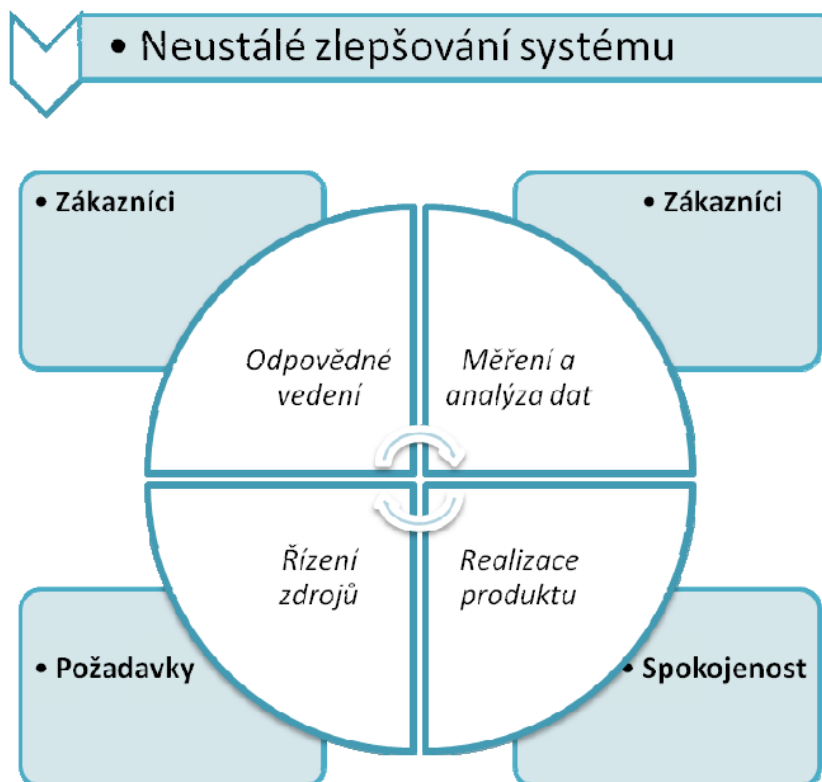 • Neustálé zlepšování systému
• Zákazníci
• Zákazníci
Odpovědné
vedení
Měření a
analýza dat
Řízení
zdrojů
Realizace
produktu
• Požadavky
• Spokojenost